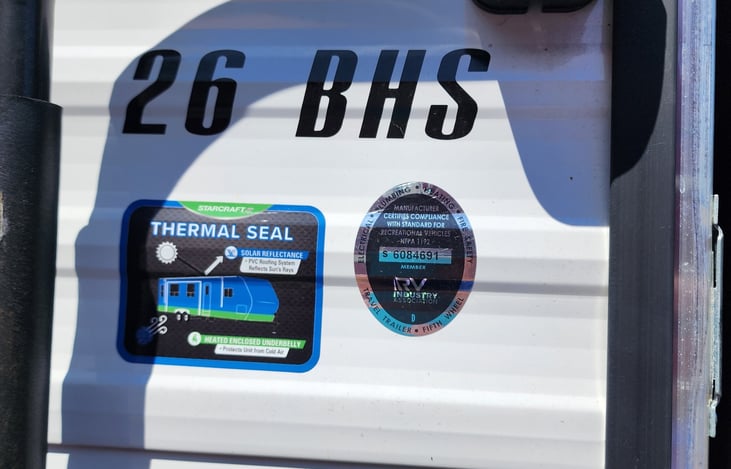 26 BHS
STARCRAFT
THERMAL SEAL
SOLAR REFLECTANCE
• PVC Roofing System
Reflects Sun's Rays
HEATED ENCLOSED UNDERBELLY
• Protects Unit from Cold Air
ELECTRICAL • PLUMBING • HEATING • FIRE SAFETY
MANUFACTURER
CERTIFIES COMPLIANCE
WITH STANDARD FOR
RECREATIONAL VEHICLES
NFPA 1192
S 6084691
MEMBER
RV
INDUSTRY
ASSOCIATION
D
TRAVEL TRAILER • FIFTH WHEEL